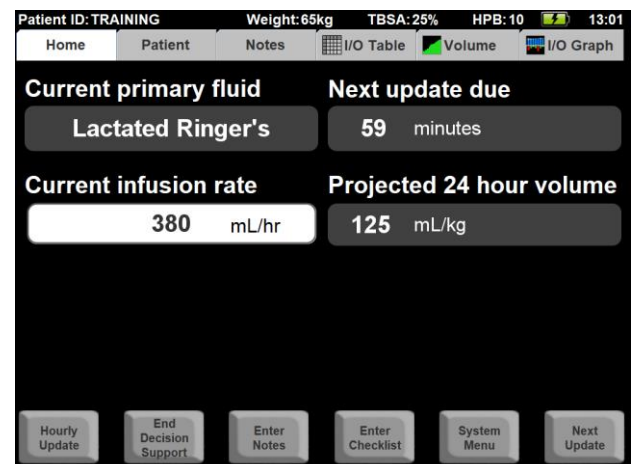 Patient ID: TRAINING Weight:65kg TBSA:25% HPB:10 13:01
Home Patient Notes I/O Table Volume I/O Graph
Current primary fluid Next update due
Lactated Ringer's 59 minutes
Current infusion rate Projected 24 hour volume
380 mL/hr 125 mL/kg
Hourly Update
End Decision Support
Enter Notes
Enter Checklist
System Menu
Next Update